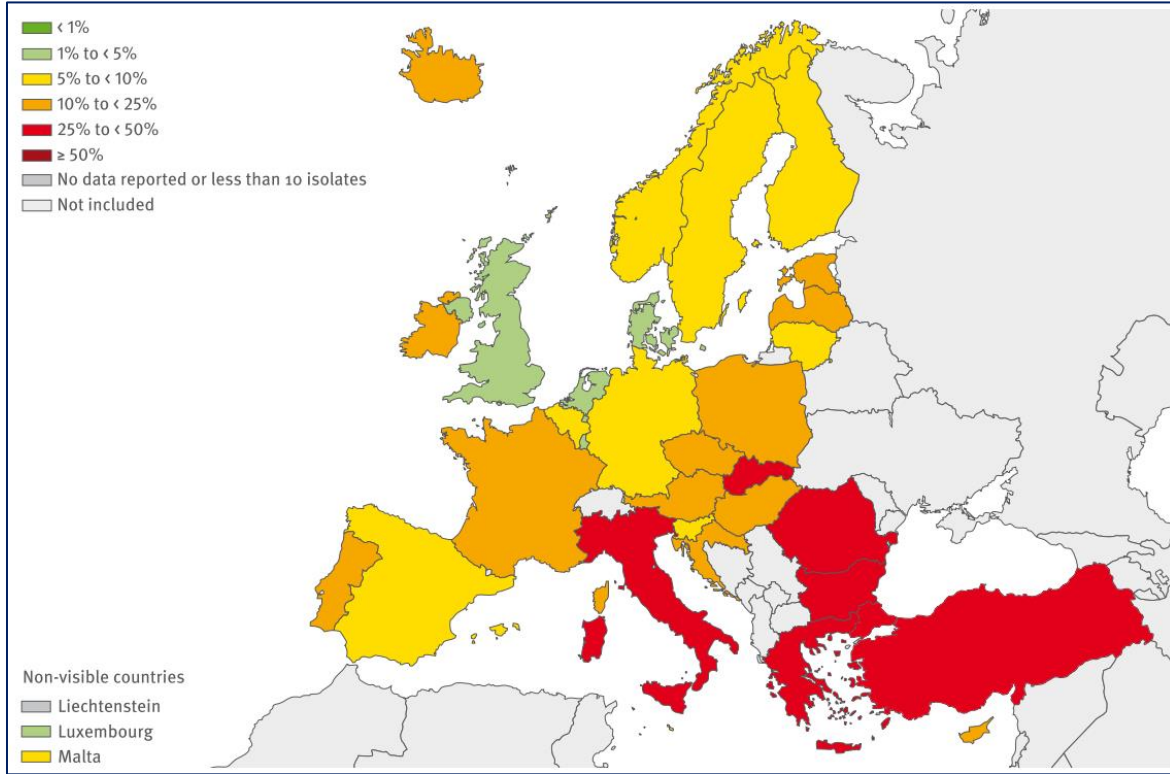 < 1%
1% to < 5%
5% to < 10%
10% to < 25%
25% to < 50%
≥ 50%
No data reported or less than 10 isolates
Not included
Non-visible countries
Liechtenstein
Luxembourg
Malta